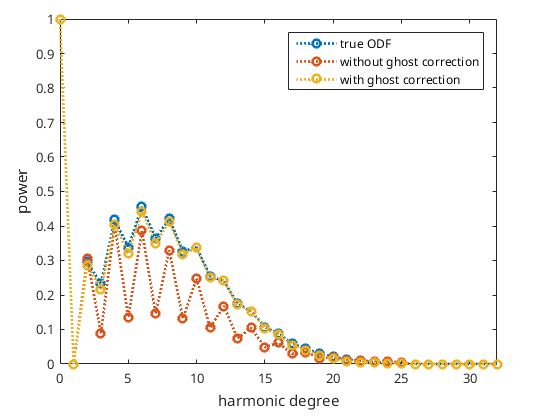 1
0.9
0.8
0.7
0.6
0.5
0.4
0.3
0.2
0.1
0
power
true ODF
without ghost correction
with ghost correction
0 5 10 15 20 25 30
harmonic degree